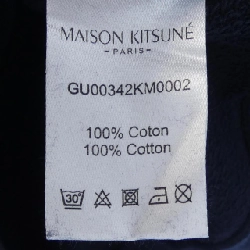 MAISON KITSUNÉ
-PARIS-
GU00342KM0002
100% Coton
100% Cotton
30°